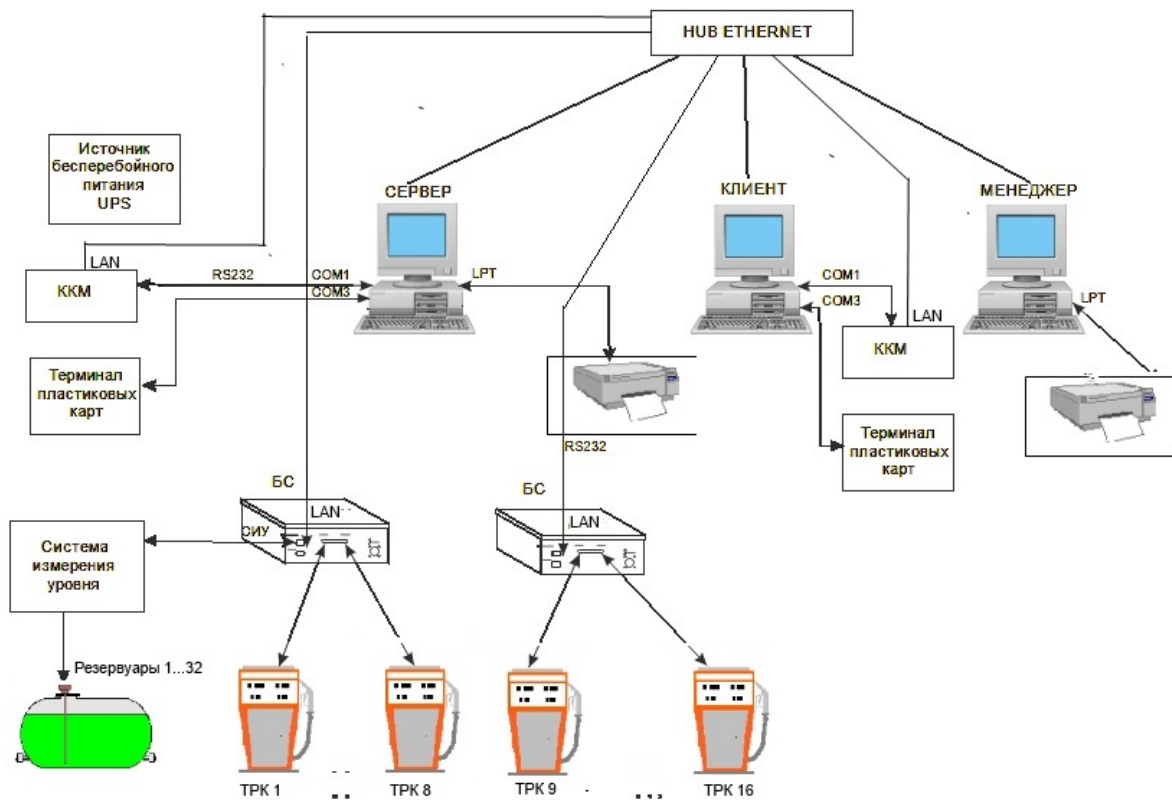 HUB ETHERNET
Источник
бесперебойного
питания
UPS
СЕРВЕР
КЛИЕНТ
МЕНЕДЖЕР
LAN
ККМ
RS232
COM1
COM3
LPT
COM1
COM3
LAN
ККМ
LPT
Терминал
пластиковых
карт
RS232
Терминал
пластиковых
карт
БС
LAN
СИУ
БС
LAN
Система
измерения
уровня
Резервуары 1...32
ТРК 1
ТРК 8
ТРК 9
ТРК 16